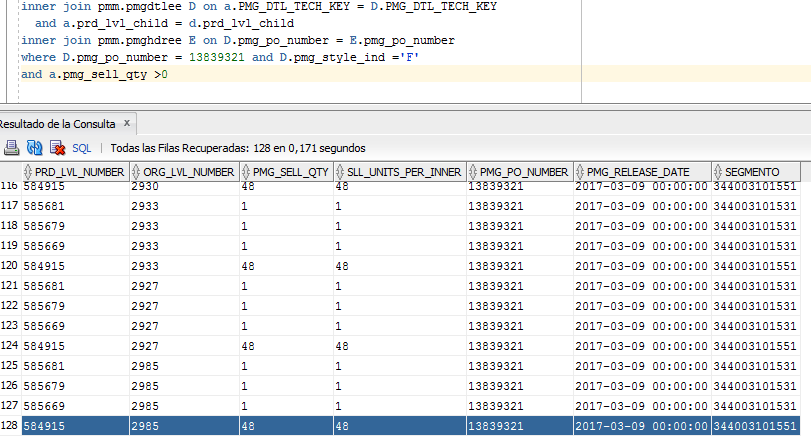 inner join pmm.pmgdtlee D on a.PMG_DTL_TECH_KEY = D.PMG_DTL_TECH_KEY
and a.prd_lvl_child = d.prd_lvl_child
inner join pmm.pmghdree E on D.pmg_po_number = E.pmg_po_number
where D.pmg_po_number = 13839321 and D.pmg_style_ind ='F'
and a.pmg_sell_qty >0
Resultado de la Consulta x
SQL | Todas las Filas Recuperadas: 128 en 0,171 segundos
PRD_LVL_NUMBER ORG_LVL_NUMBER PMG_SELL_QTY SLL_UNITS_PER_INNER PMG_PO_NUMBER PMG_RELEASE_DATE SEGMENTO
116 584915 2930 48 48 13839321 2017-03-09 00:00:00 344003101551
117 585681 2933 1 1 13839321 2017-03-09 00:00:00 344003101531
118 585679 2933 1 1 13839321 2017-03-09 00:00:00 344003101531
119 585669 2933 1 1 13839321 2017-03-09 00:00:00 344003101531
120 584915 2933 48 48 13839321 2017-03-09 00:00:00 344003101551
121 585681 2927 1 1 13839321 2017-03-09 00:00:00 344003101531
122 585679 2927 1 1 13839321 2017-03-09 00:00:00 344003101531
123 585669 2927 1 1 13839321 2017-03-09 00:00:00 344003101531
124 584915 2927 48 48 13839321 2017-03-09 00:00:00 344003101551
125 585681 2985 1 1 13839321 2017-03-09 00:00:00 344003101531
126 585679 2985 1 1 13839321 2017-03-09 00:00:00 344003101531
127 585669 2985 1 1 13839321 2017-03-09 00:00:00 344003101531
128 584915 2985 48 48 13839321 2017-03-09 00:00:00 344003101551